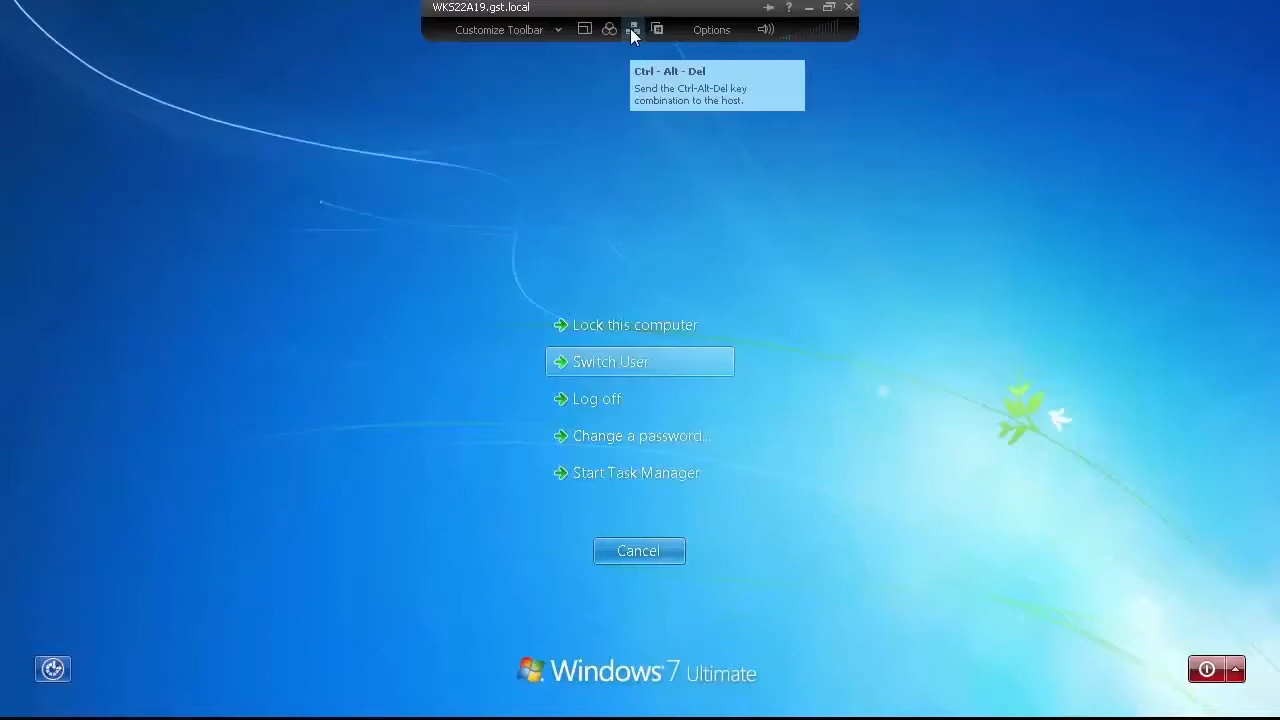 WKS22A19.gst.local
Customize Toolbar
Options
Ctrl - Alt - Del
Send the Ctrl-Alt-Del key
combination to the host.
Lock this computer
Switch User
Log off
Change a password...
Start Task Manager
Cancel
Windows 7 Ultimate